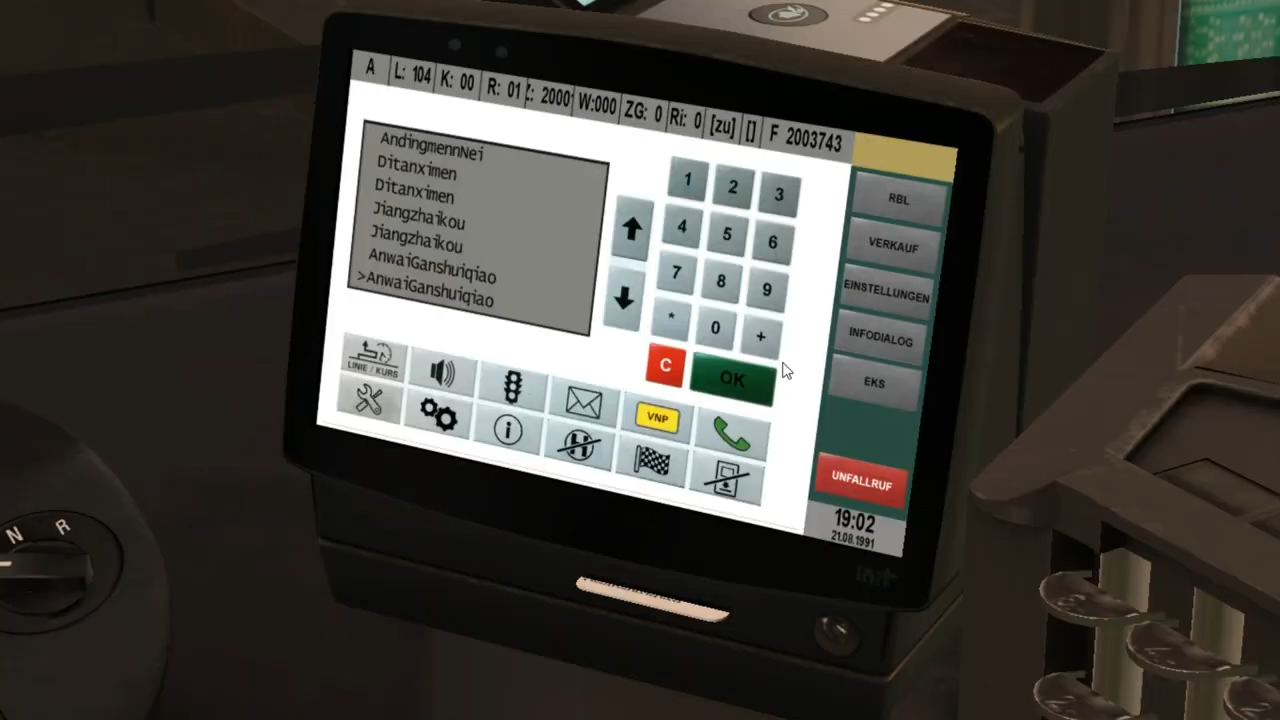 A L: 104 K: 00 R: 01 Z: 2000 W:000 ZG: 0 Ri: 0 [zu] [] F 2003743
AndingmennNei
Ditanximen
Ditanximen
Jiangzhaikou
Jiangzhaikou
AnwaiGanshuiqiao
>AnwaiGanshuiqiao
1 2 3
4 5 6
7 8 9
* 0 +
C OK
LINIE / KURS
VNP
RBL
VERKAUF
EINSTELLUNGEN
INFODIALOG
EKS
UNFALLRUF
19:02
21.08.1991
init
N R